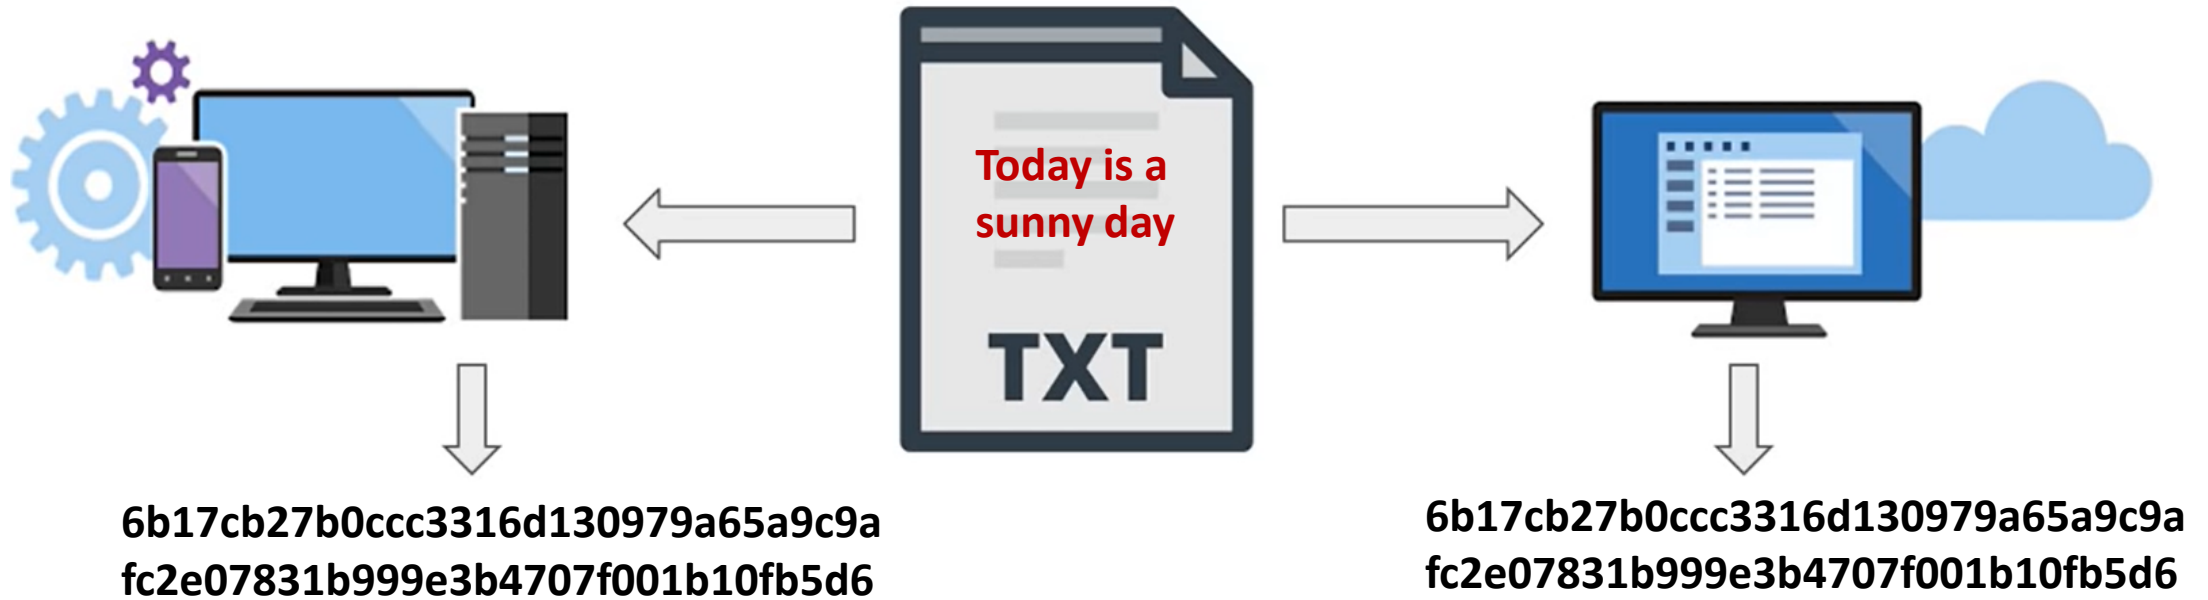 Today is a
sunny day
TXT
6b17cb27b0ccc3316d130979a65a9c9a
fc2e07831b999e3b4707f001b10fb5d6
6b17cb27b0ccc3316d130979a65a9c9a
fc2e07831b999e3b4707f001b10fb5d6